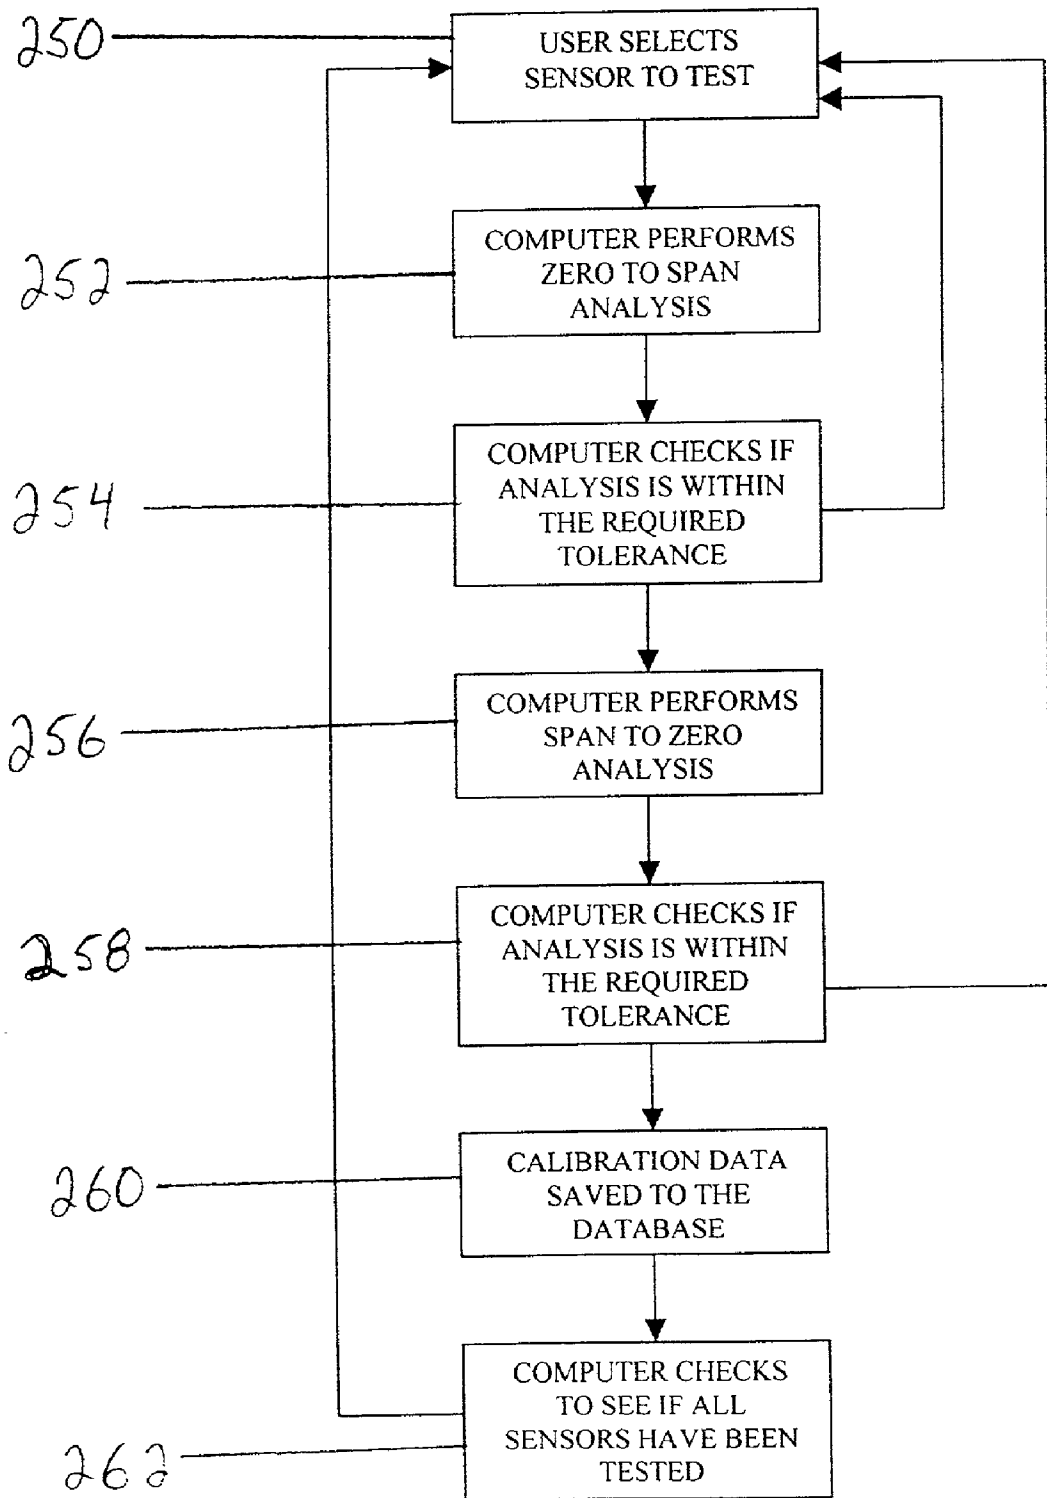 250
USER SELECTS
SENSOR TO TEST
252
COMPUTER PERFORMS
ZERO TO SPAN
ANALYSIS
254
COMPUTER CHECKS IF
ANALYSIS IS WITHIN
THE REQUIRED
TOLERANCE
256
COMPUTER PERFORMS
SPAN TO ZERO
ANALYSIS
258
COMPUTER CHECKS IF
ANALYSIS IS WITHIN
THE REQUIRED
TOLERANCE
260
CALIBRATION DATA
SAVED TO THE
DATABASE
262
COMPUTER CHECKS
TO SEE IF ALL
SENSORS HAVE BEEN
TESTED